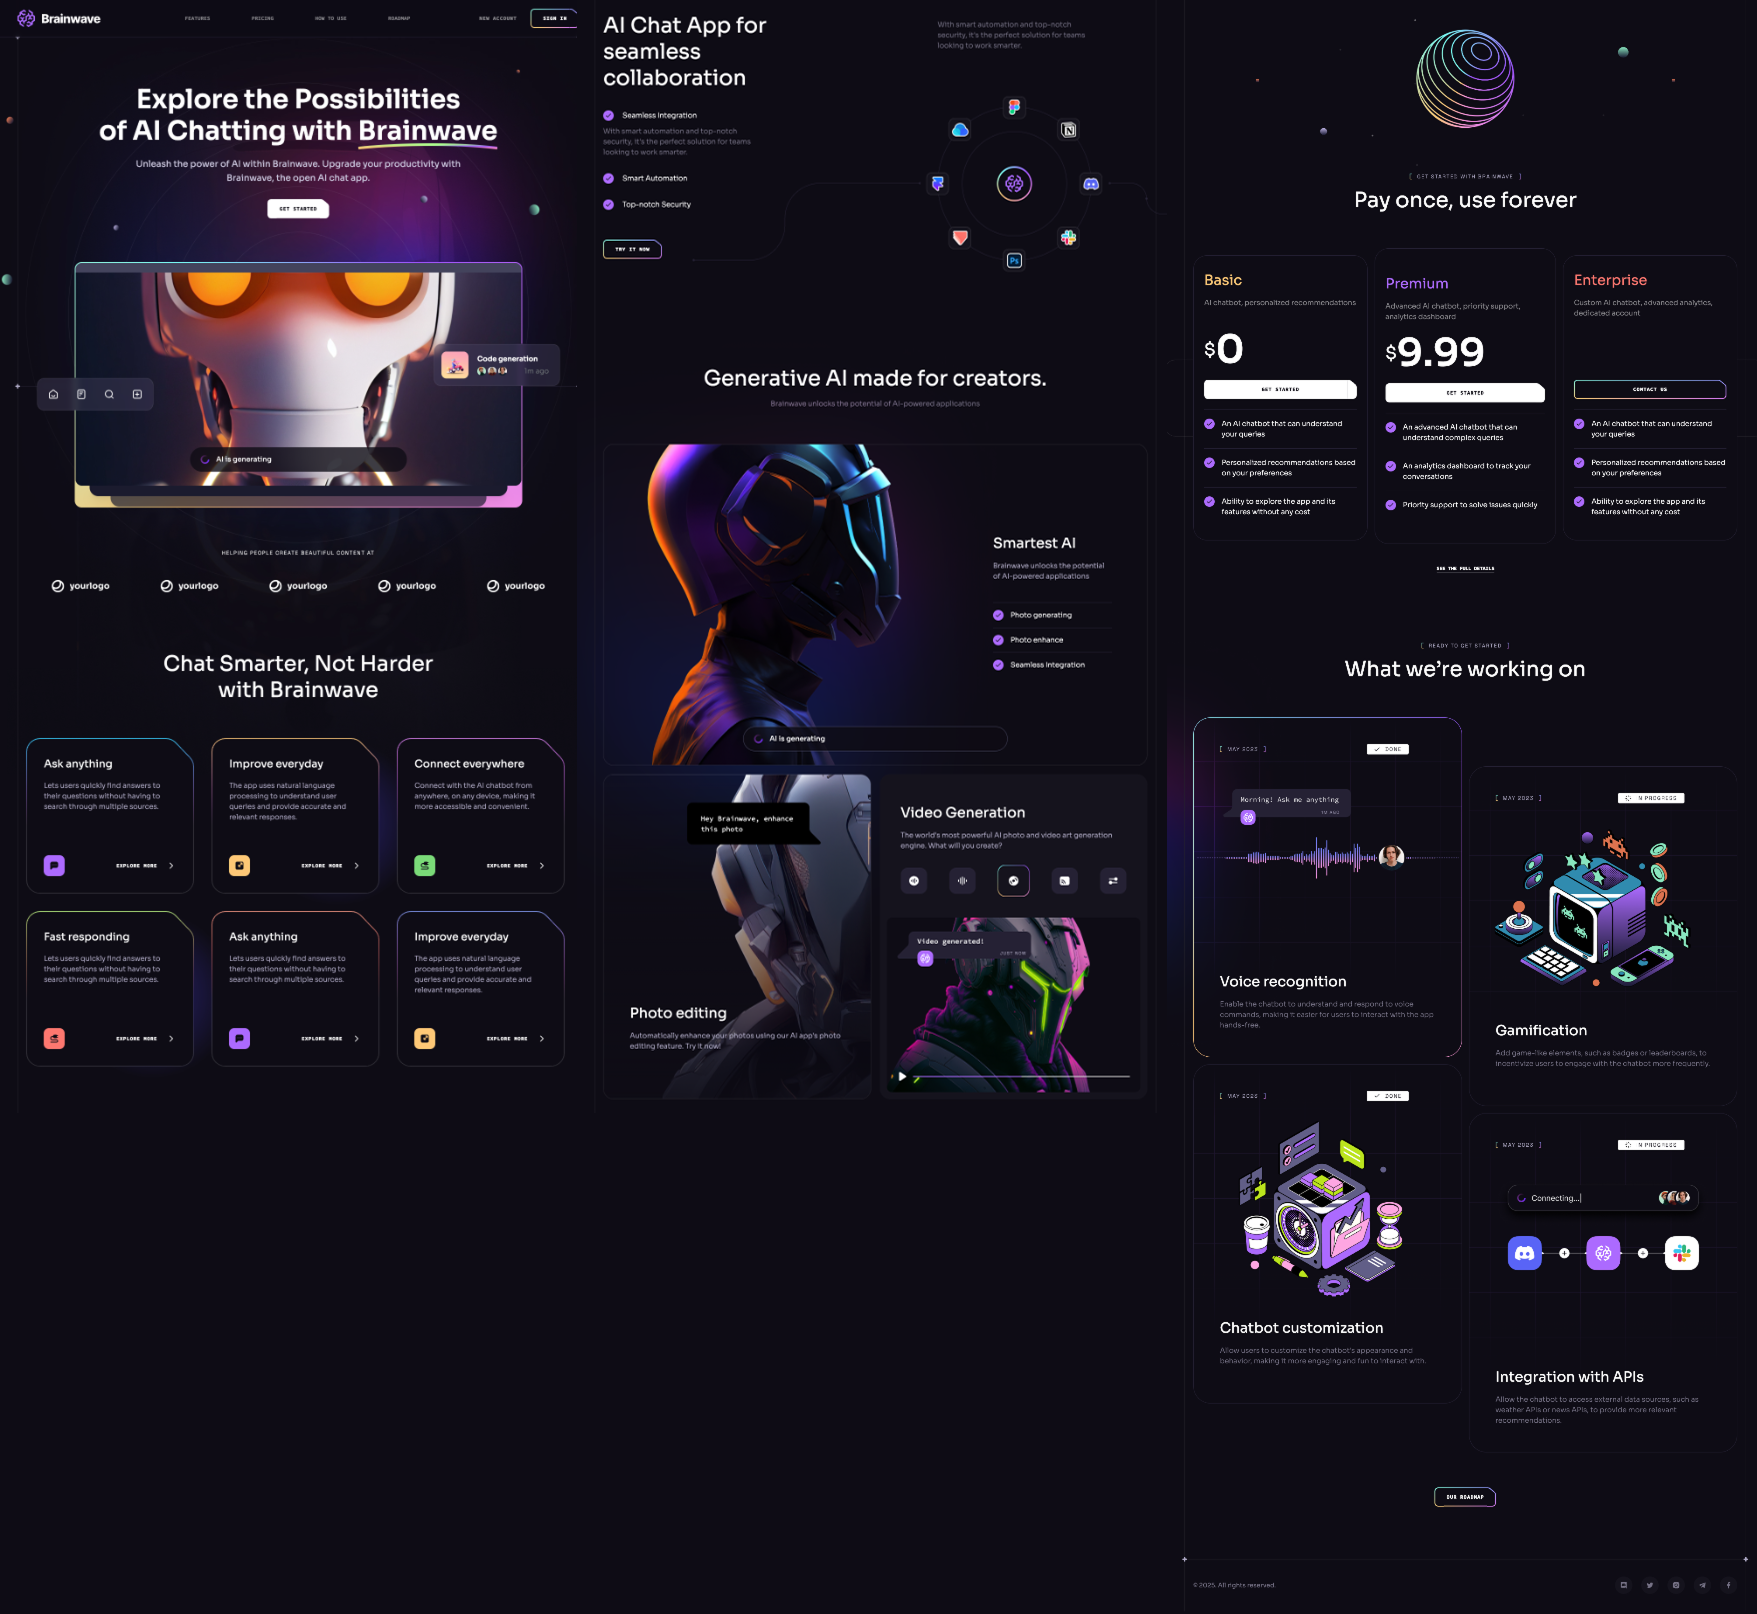 Brainwave
FEATURES
PRICING
HOW TO USE
ROADMAP
NEW ACCOUNT
SIGN IN
Explore the Possibilities
of AI Chatting with Brainwave
Unleash the power of AI within Brainwave. Upgrade your productivity with
Brainwave, the open AI chat app.
GET STARTED
Code generation
1m ago
AI is generating
HELPING PEOPLE CREATE BEAUTIFUL CONTENT AT
yourlogo
yourlogo
yourlogo
yourlogo
yourlogo
Chat Smarter, Not Harder
with Brainwave
Ask anything
Lets users quickly find answers to
their questions without having to
search through multiple sources.
EXPLORE MORE
Improve everyday
The app uses natural language
processing to understand user
queries and provide accurate and
relevant responses.
EXPLORE MORE
Connect everywhere
Connect with the AI chatbot from
anywhere, on any device, making it
more accessible and convenient.
EXPLORE MORE
Fast responding
Lets users quickly find answers to
their questions without having to
search through multiple sources.
EXPLORE MORE
Ask anything
Lets users quickly find answers to
their questions without having to
search through multiple sources.
EXPLORE MORE
Improve everyday
The app uses natural language
processing to understand user
queries and provide accurate and
relevant responses.
EXPLORE MORE
AI Chat App for
seamless
collaboration
Seamless Integration
With smart automation and top-notch
security, it's the perfect solution for teams
looking to work smarter.
Smart Automation
Top-notch Security
TRY IT NOW
With smart automation and top-notch
security, it's the perfect solution for teams
looking to work smarter.
Ps
Generative AI made for creators.
Brainwave unlocks the potential of AI-powered applications
Smartest AI
Brainwave unlocks the potential
of AI-powered applications
Photo generating
Photo enhance
Seamless Integration
AI is generating
Hey Brainwave, enhance
this photo
Photo editing
Automatically enhance your photos using our AI app's photo
editing feature. Try it now!
Video Generation
The world's most powerful AI photo and video art generation
engine. What will you create?
Video generated!
JUST NOW
[ GET STARTED WITH BRAINWAVE ]
Pay once, use forever
Basic
AI chatbot, personalized recommendations
$0
GET STARTED
An AI chatbot that can understand
your queries
Personalized recommendations based
on your preferences
Ability to explore the app and its
features without any cost
Premium
Advanced AI chatbot, priority support,
analytics dashboard
$9.99
GET STARTED
An advanced AI chatbot that can
understand complex queries
An analytics dashboard to track your
conversations
Priority support to solve issues quickly
Enterprise
Custom AI chatbot, advanced analytics,
dedicated account
CONTACT US
An AI chatbot that can understand
your queries
Personalized recommendations based
on your preferences
Ability to explore the app and its
features without any cost
SEE THE FULL DETAILS
[ READY TO GET STARTED ]
What we’re working on
[ MAY 2023 ]
DONE
Morning! Ask me anything
1M AGO
Voice recognition
Enable the chatbot to understand and respond to voice
commands, making it easier for users to interact with the app
hands-free.
[ MAY 2023 ]
IN PROGRESS
Gamification
Add game-like elements, such as badges or leaderboards, to
incentivize users to engage with the chatbot more frequently.
[ MAY 2023 ]
DONE
Chatbot customization
Allow users to customize the chatbot's appearance and
behavior, making it more engaging and fun to interact with.
[ MAY 2023 ]
IN PROGRESS
Connecting...|
Integration with APIs
Allow the chatbot to access external data sources, such as
weather APIs or news APIs, to provide more relevant
recommendations.
OUR ROADMAP
© 2025. All rights reserved.